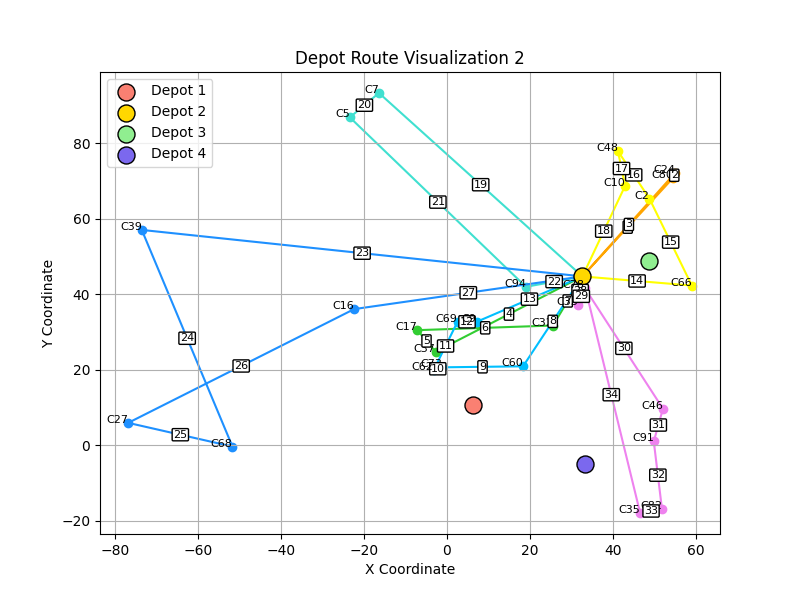 Depot Route Visualization 2
Depot 1
Depot 2
Depot 3
Depot 4
Y Coordinate
80
60
40
20
0
−20
−80
−60
−40
−20
0
20
40
60
X Coordinate
C7
20
C5
C48
17
16
C24
2
C10
19
C2
21
C39
18
3
15
23
22
14
C66
C94
27
C16
13
29
4
C69
12
8
C17
6
24
5
11
30
26
10
9
C60
34
C46
31
C27
25
C68
C91
32
C35
33